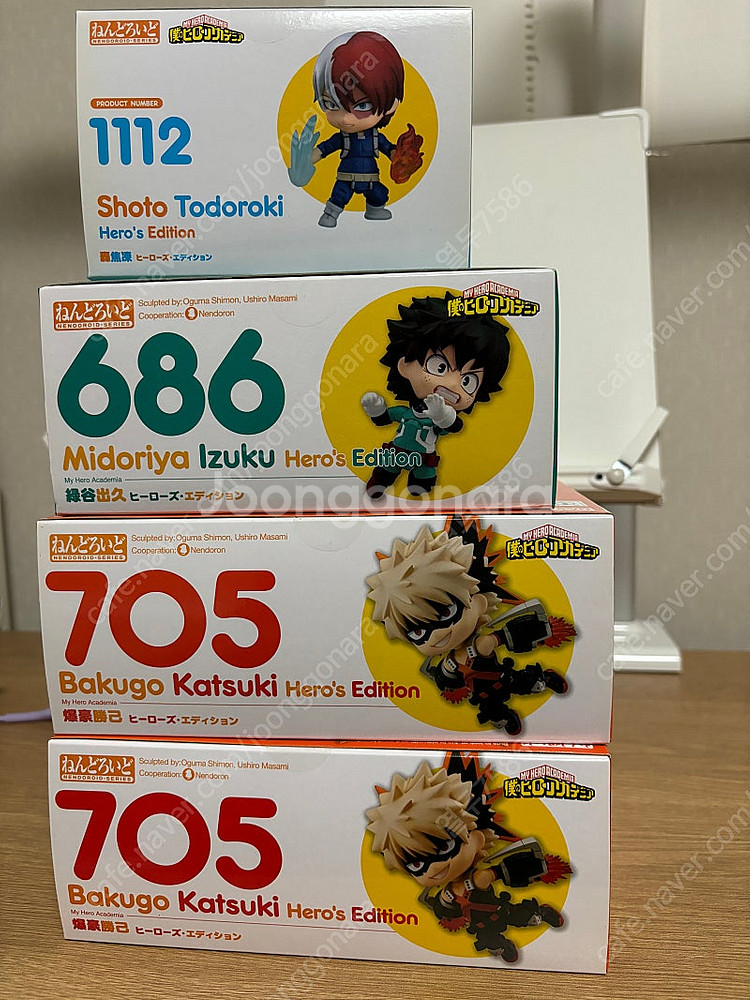 ねんどろいど
NENDOROID-SERIES
MY HERO ACADEMIA
僕のヒーローアカデミア
PRODUCT NUMBER
1112
Shoto Todoroki
Hero's Edition
轟焦凍 ヒーローズ・エディション
ねんどろいど
NENDOROID-SERIES
Sculpted by:Oguma Shimon, Ushiro Masami
Cooperation: Nendoron
MY HERO ACADEMIA
僕のヒーローアカデミア
686
Midoriya Izuku Hero's Edition
My Hero Academia
緑谷出久 ヒーローズ・エディション
Joonggonara
ねんどろいど
NENDOROID-SERIES
Sculpted by:Oguma Shimon, Ushiro Masami
Cooperation: Nendoron
MY HERO ACADEMIA
僕のヒーローアカデミア
705
Bakugo Katsuki Hero's Edition
My Hero Academia
爆豪勝己 ヒーローズ・エディション
ねんどろいど
NENDOROID-SERIES
Sculpted by:Oguma Shimon, Ushiro Masami
Cooperation: Nendoron
MY HERO ACADEMIA
僕のヒーローアカデミア
705
Bakugo Katsuki Hero's Edition
My Hero Academia
爆豪勝己 ヒーローズ・エディション
cafe.naver.com/joonggonara